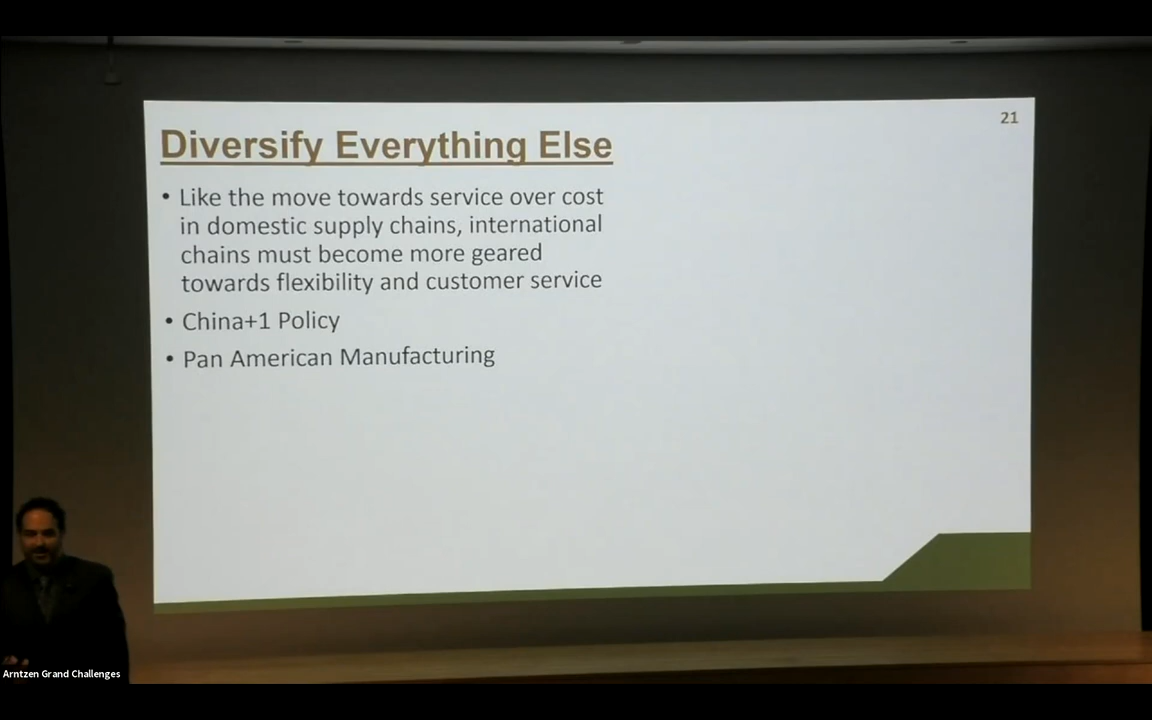 21
Diversify Everything Else
• Like the move towards service over cost
in domestic supply chains, international
chains must become more geared
towards flexibility and customer service
• China+1 Policy
• Pan American Manufacturing
Arntzen Grand Challenges